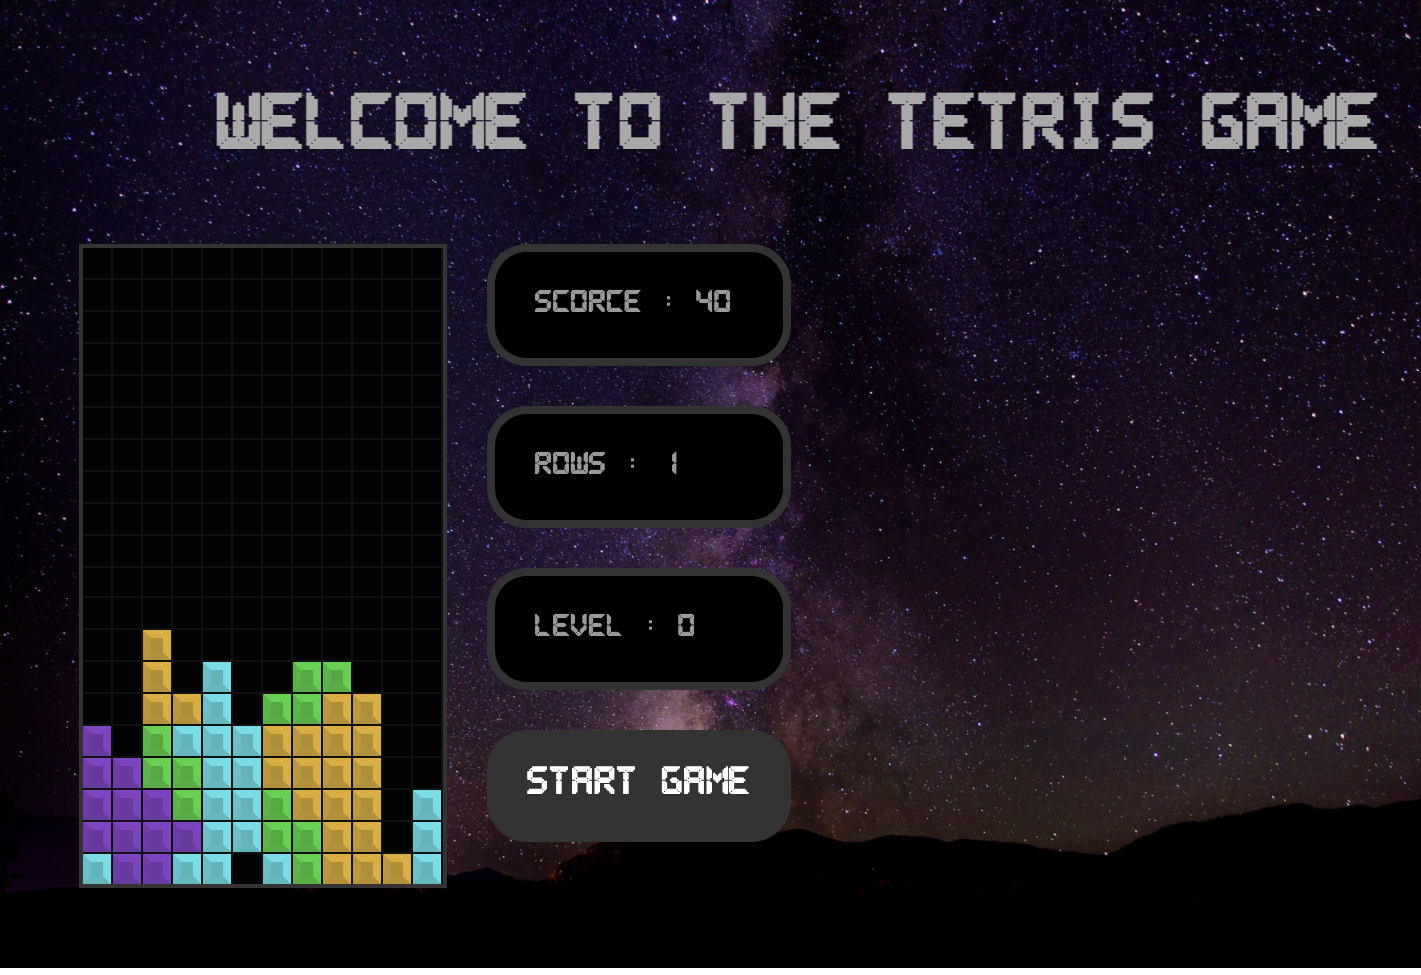 WELCOME TO THE TETRIS GAME
SCORCE : 40
ROWS : 1
LEVEL : 0
START GAME